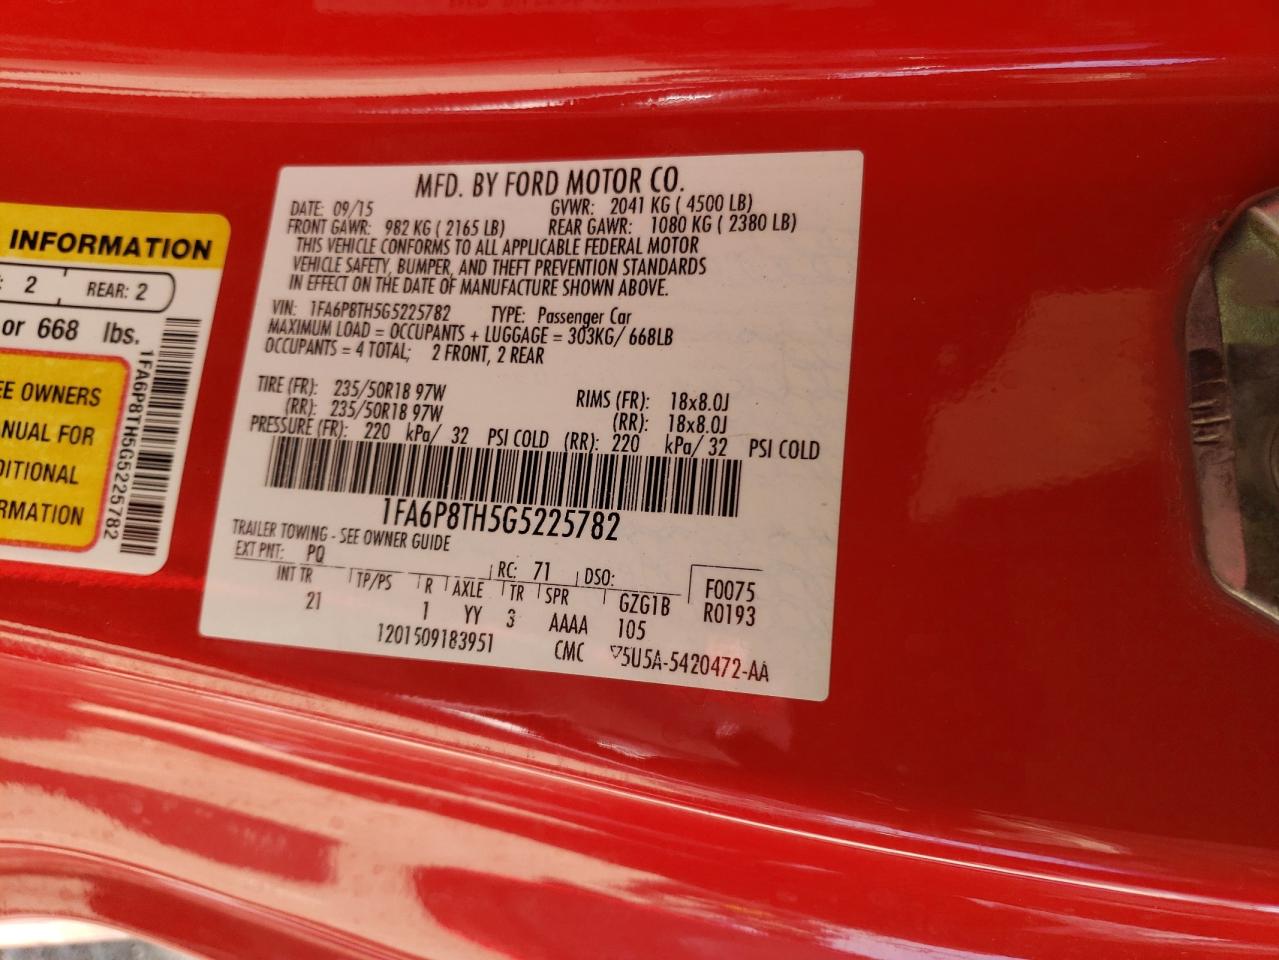 INFORMATION
: 2 REAR: 2
or 668 lbs.
EE OWNERS
NUAL FOR
DITIONAL
RMATION
1FA6P8TH5G5225782
MFD. BY FORD MOTOR CO.
DATE: 09/15 GVWR: 2041 KG ( 4500 LB)
FRONT GAWR: 982 KG ( 2165 LB) REAR GAWR: 1080 KG ( 2380 LB)
THIS VEHICLE CONFORMS TO ALL APPLICABLE FEDERAL MOTOR
VEHICLE SAFETY, BUMPER, AND THEFT PREVENTION STANDARDS
IN EFFECT ON THE DATE OF MANUFACTURE SHOWN ABOVE.
VIN: 1FA6P8TH5G5225782 TYPE: Passenger Car
MAXIMUM LOAD = OCCUPANTS + LUGGAGE = 303KG/ 668LB
OCCUPANTS = 4 TOTAL; 2 FRONT, 2 REAR
TIRE (FR): 235/50R18 97W RIMS (FR): 18x8.0J
(RR): 235/50R18 97W (RR): 18x8.0J
PRESSURE (FR): 220 kPa/ 32 PSI COLD (RR): 220 kPa/ 32 PSI COLD
1FA6P8TH5G5225782
TRAILER TOWING - SEE OWNER GUIDE
EXT PNT: PQ RC: 71 DSO: F0075
INT TR TP/PS R AXLE TR SPR GZG1B R0193
21 1 YY 3 AAAA 105
1201509183951 CMC ▽5U5A-5420472-AA